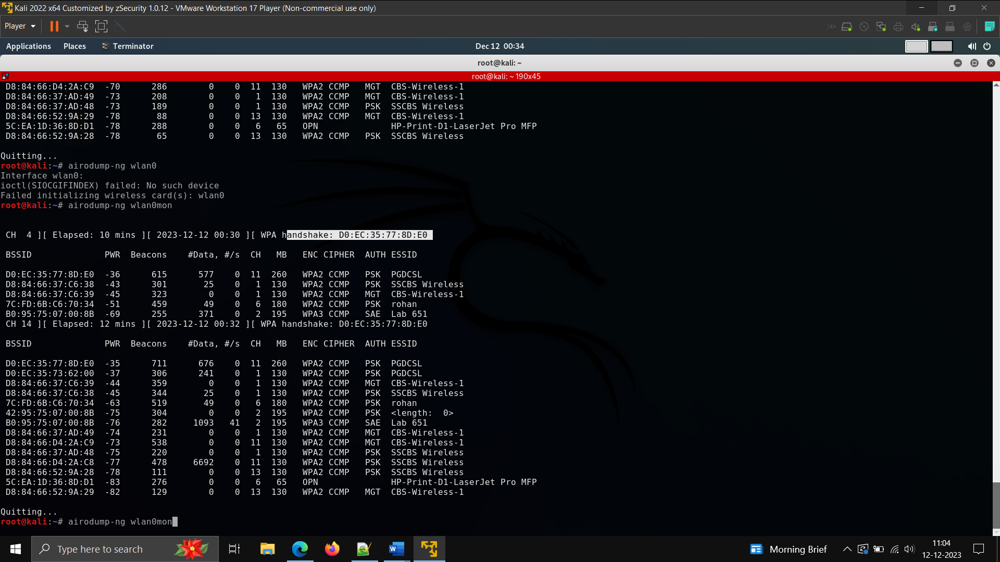 Kali 2022 x64 Customized by zSecurity 1.0.12 - VMware Workstation 17 Player (Non-commercial use only)
Player
Applications Places Terminator Dec 12 00:34
root@kali: ~
root@kali: ~ 190x45
D8:84:66:D4:2A:C9 -70 286 0 0 11 130 WPA2 CCMP MGT CBS-Wireless-1
D8:84:66:37:AD:49 -73 208 0 0 1 130 WPA2 CCMP MGT CBS-Wireless-1
D8:84:66:37:AD:48 -73 189 0 0 1 130 WPA2 CCMP PSK SSCBS Wireless
D8:84:66:52:9A:29 -78 88 0 0 13 130 WPA2 CCMP MGT CBS-Wireless-1
5C:EA:1D:36:8D:D1 -78 288 0 0 6 65 OPN HP-Print-D1-LaserJet Pro MFP
D8:84:66:52:9A:28 -78 65 0 0 13 130 WPA2 CCMP PSK SSCBS Wireless
Quitting...
root@kali:~# airodump-ng wlan0
Interface wlan0:
ioctl(SIOCGIFINDEX) failed: No such device
Failed initializing wireless card(s): wlan0
root@kali:~# airodump-ng wlan0mon
CH 4 ][ Elapsed: 10 mins ][ 2023-12-12 00:30 ][ WPA handshake: D0:EC:35:77:8D:E0
BSSID PWR Beacons #Data, #/s CH MB ENC CIPHER AUTH ESSID
D0:EC:35:77:8D:E0 -36 615 577 0 11 260 WPA2 CCMP PSK PGDCSL
D8:84:66:37:C6:38 -43 301 25 0 1 130 WPA2 CCMP PSK SSCBS Wireless
D8:84:66:37:C6:39 -45 323 0 0 1 130 WPA2 CCMP MGT CBS-Wireless-1
7C:FD:6B:C6:70:34 -51 459 49 0 6 180 WPA2 CCMP PSK rohan
B0:95:75:07:00:8B -69 255 371 0 2 195 WPA3 CCMP SAE Lab 651
CH 14 ][ Elapsed: 12 mins ][ 2023-12-12 00:32 ][ WPA handshake: D0:EC:35:77:8D:E0
BSSID PWR Beacons #Data, #/s CH MB ENC CIPHER AUTH ESSID
D0:EC:35:77:8D:E0 -35 711 676 0 11 260 WPA2 CCMP PSK PGDCSL
D0:EC:35:73:62:00 -37 306 241 0 1 130 WPA2 CCMP PSK PGDCSL
D8:84:66:37:C6:39 -44 359 0 0 1 130 WPA2 CCMP MGT CBS-Wireless-1
D8:84:66:37:C6:38 -45 344 25 0 1 130 WPA2 CCMP PSK SSCBS Wireless
7C:FD:6B:C6:70:34 -63 519 49 0 6 180 WPA2 CCMP PSK rohan
42:95:75:07:00:8B -75 304 0 0 2 195 WPA2 CCMP PSK <length: 0>
B0:95:75:07:00:8B -76 282 1093 41 2 195 WPA3 CCMP SAE Lab 651
D8:84:66:37:AD:49 -74 231 0 0 1 130 WPA2 CCMP MGT CBS-Wireless-1
D8:84:66:D4:2A:C9 -73 538 0 0 11 130 WPA2 CCMP MGT CBS-Wireless-1
D8:84:66:37:AD:48 -75 220 0 0 1 130 WPA2 CCMP PSK SSCBS Wireless
D8:84:66:D4:2A:C8 -77 478 6692 0 11 130 WPA2 CCMP PSK SSCBS Wireless
D8:84:66:52:9A:28 -78 111 0 0 13 130 WPA2 CCMP PSK SSCBS Wireless
5C:EA:1D:36:8D:D1 -83 276 0 0 6 65 OPN HP-Print-D1-LaserJet Pro MFP
D8:84:66:52:9A:29 -82 129 0 0 13 130 WPA2 CCMP MGT CBS-Wireless-1
Quitting...
root@kali:~# airodump-ng wlan0mon
Type here to search Morning Brief 11:04
12-12-2023